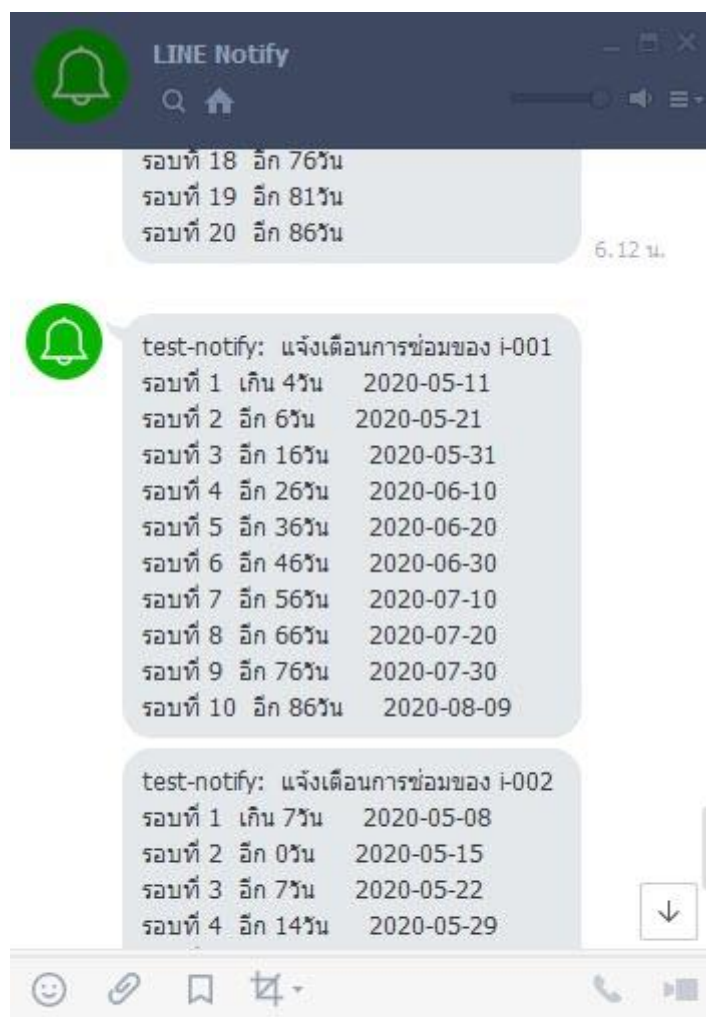 LINE Notify
รอบที่ 18 อีก 76วัน
รอบที่ 19 อีก 81วัน
รอบที่ 20 อีก 86วัน
6.12 น.
test-notify: แจ้งเตือนการซ่อมของ i-001
รอบที่ 1 เกิน 4วัน 2020-05-11
รอบที่ 2 อีก 6วัน 2020-05-21
รอบที่ 3 อีก 16วัน 2020-05-31
รอบที่ 4 อีก 26วัน 2020-06-10
รอบที่ 5 อีก 36วัน 2020-06-20
รอบที่ 6 อีก 46วัน 2020-06-30
รอบที่ 7 อีก 56วัน 2020-07-10
รอบที่ 8 อีก 66วัน 2020-07-20
รอบที่ 9 อีก 76วัน 2020-07-30
รอบที่ 10 อีก 86วัน 2020-08-09
test-notify: แจ้งเตือนการซ่อมของ i-002
รอบที่ 1 เกิน 7วัน 2020-05-08
รอบที่ 2 อีก 0วัน 2020-05-15
รอบที่ 3 อีก 7วัน 2020-05-22
รอบที่ 4 อีก 14วัน 2020-05-29